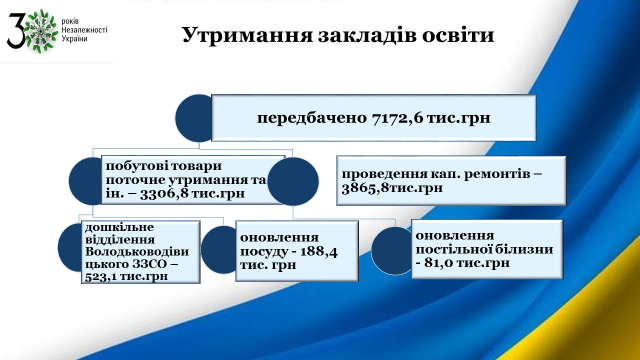 30 років
Незалежності
України
Утримання закладів освіти
передбачено 7172,6 тис.грн
побутові товари
поточне утримання та
ін. – 3306,8 тис.грн
проведення кап. ремонтів –
3865,8тис.грн
дошкільне
відділення
Володьководіви
цького ЗЗСО –
523,1 тис.грн
оновлення
посуду - 188,4
тис. грн
оновлення
постільної білизни
- 81,0 тис.грн